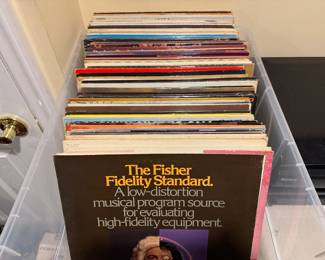 The Fisher
Fidelity Standard.
A low-distortion
musical program source
for evaluating
high-fidelity equipment.